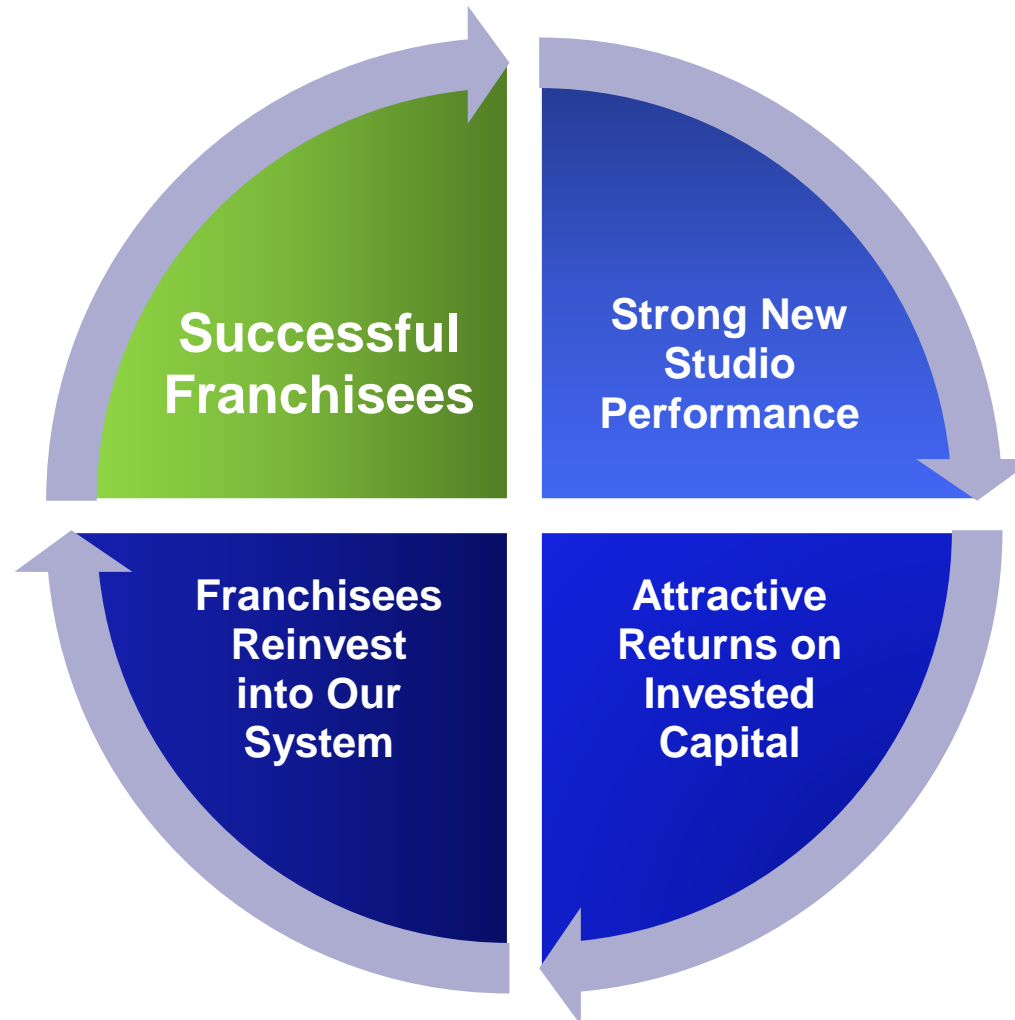 Successful
Franchisees
Strong New
Studio
Performance
Franchisees
Reinvest
into Our
System
Attractive
Returns on
Invested
Capital